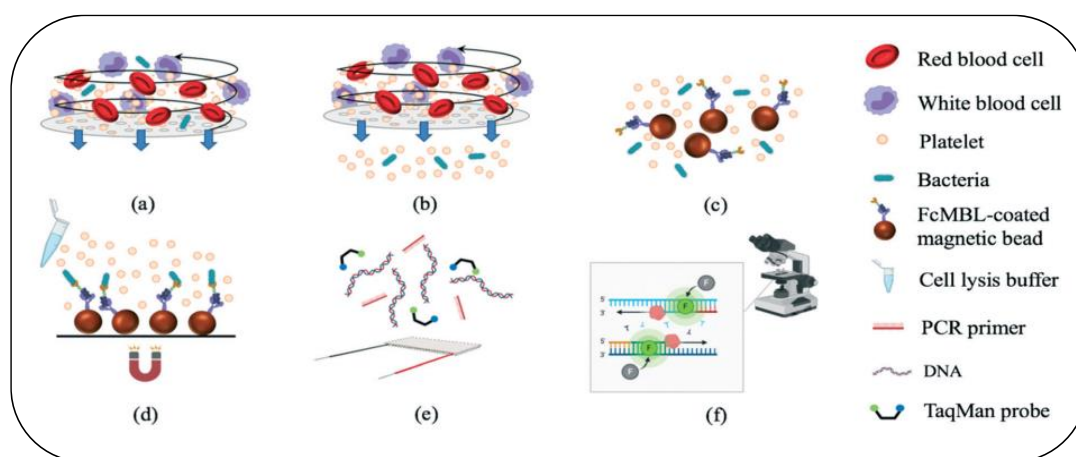 (a)
(b)
(c)
(d)
(e)
(f)
5'
3'
5'
3'
F
F
F
F
Red blood cell
White blood cell
Platelet
Bacteria
FcMBL-coated
magnetic bead
Cell lysis buffer
PCR primer
DNA
TaqMan probe